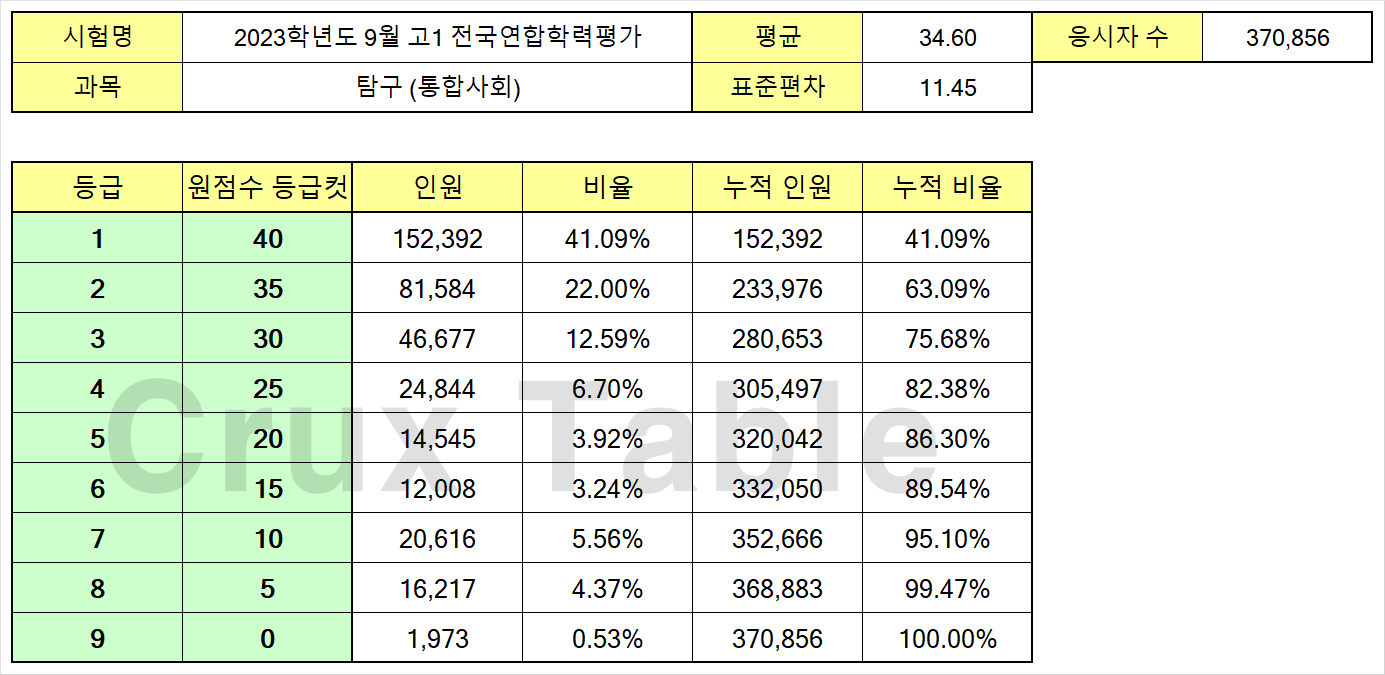 시험명 2023학년도 9월 고1 전국연합학력평가 평균 34.60 응시자 수 370,856
과목 탐구 (통합사회) 표준편차 11.45
등급 원점수 등급컷 인원 비율 누적 인원 누적 비율
1 40 152,392 41.09% 152,392 41.09%
2 35 81,584 22.00% 233,976 63.09%
3 30 46,677 12.59% 280,653 75.68%
4 25 24,844 6.70% 305,497 82.38%
5 20 14,545 3.92% 320,042 86.30%
6 15 12,008 3.24% 332,050 89.54%
7 10 20,616 5.56% 352,666 95.10%
8 5 16,217 4.37% 368,883 99.47%
9 0 1,973 0.53% 370,856 100.00%
Crux Table